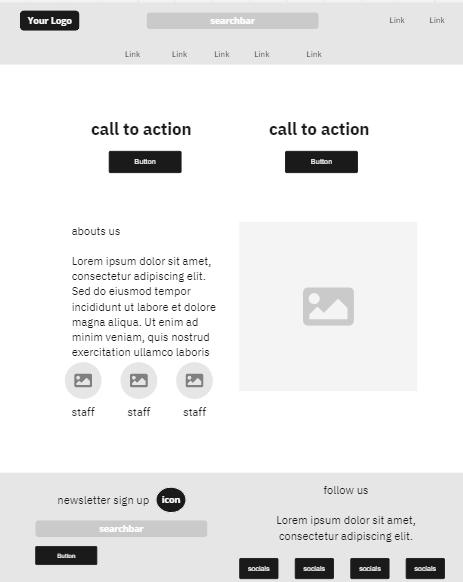 Your Logo
searchbar
Link Link
Link Link Link Link Link
call to action
call to action
Button
Button
abouts us
Lorem ipsum dolor sit amet,
consectetur adipiscing elit.
Sed do eiusmod tempor
incididunt ut labore et dolore
magna aliqua. Ut enim ad
minim veniam, quis nostrud
exercitation ullamco laboris
staff staff staff
newsletter sign up
icon
searchbar
Button
follow us
Lorem ipsum dolor sit amet,
consectetur adipiscing elit.
socials socials socials socials